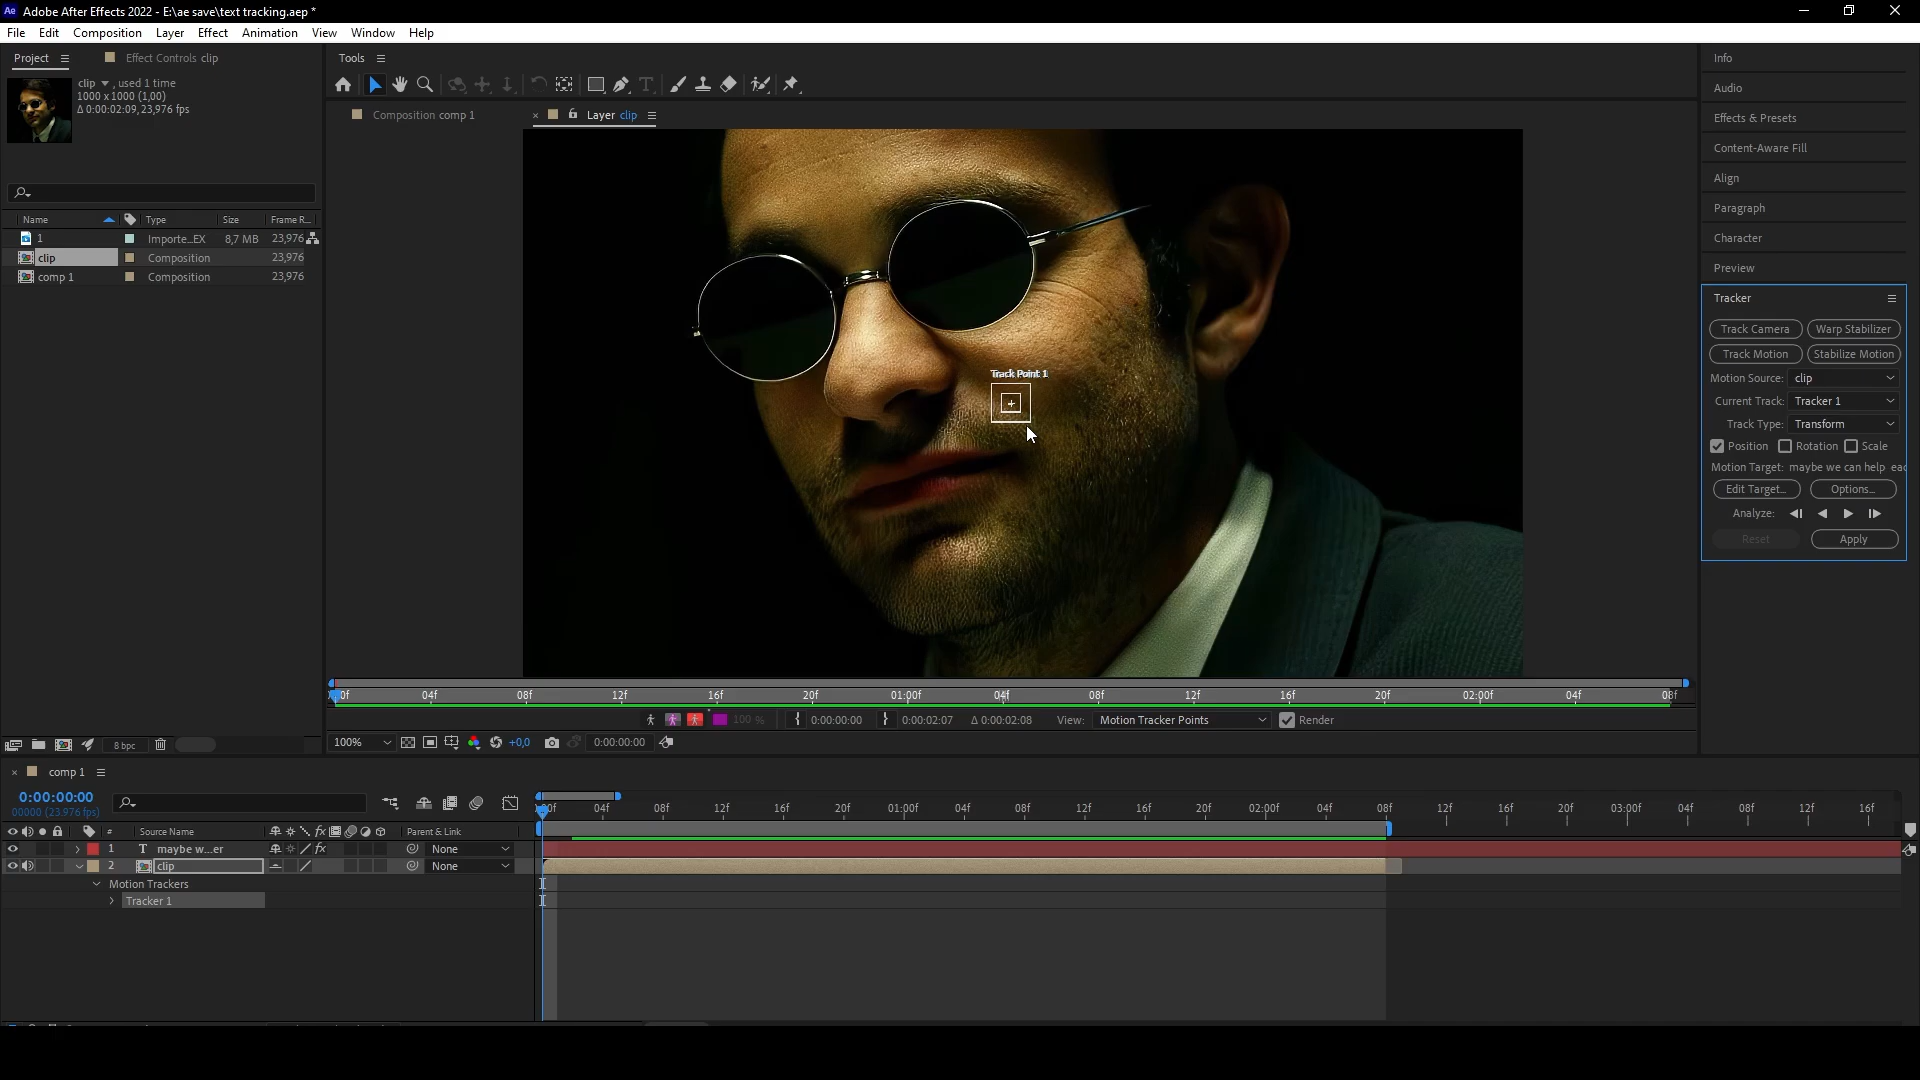 Adobe After Effects 2022 - E:\ae save\text tracking.aep *
File Edit Composition Layer Effect Animation View Window Help
Project
Effect Controls clip
clip , used 1 time
1000 x 1000 (1,00)
Δ 0:00:02:09, 23,976 fps
Name Type Size Frame R...
1 Importe...EX 8,7 MB 23,976
clip Composition 23,976
comp 1 Composition 23,976
8 bpc
Tools
Composition comp 1
Layer clip
Track Point 1
04f 08f 12f 16f 20f 01:00f 04f 08f 12f 16f 20f 02:00f 04f 08f
100 % 0:00:00:00 0:00:02:07 Δ 0:00:02:08 View: Motion Tracker Points Render
100% +0,0 0:00:00:00
Info
Audio
Effects & Presets
Content-Aware Fill
Align
Paragraph
Character
Preview
Tracker
Track Camera Warp Stabilizer
Track Motion Stabilize Motion
Motion Source: clip
Current Track: Tracker 1
Track Type: Transform
Position Rotation Scale
Motion Target: maybe we can help eac
Edit Target... Options...
Analyze:
Reset Apply
comp 1
0:00:00:00
00000 (23.976 fps)
04f 08f 12f 16f 20f 01:00f 04f 08f 12f 16f 20f 02:00f 04f 08f 12f 16f 20f 03:00f 04f 08f 12f 16f
# Source Name fx Parent & Link
1 T maybe w...er fx None
2 clip None
Motion Trackers
Tracker 1